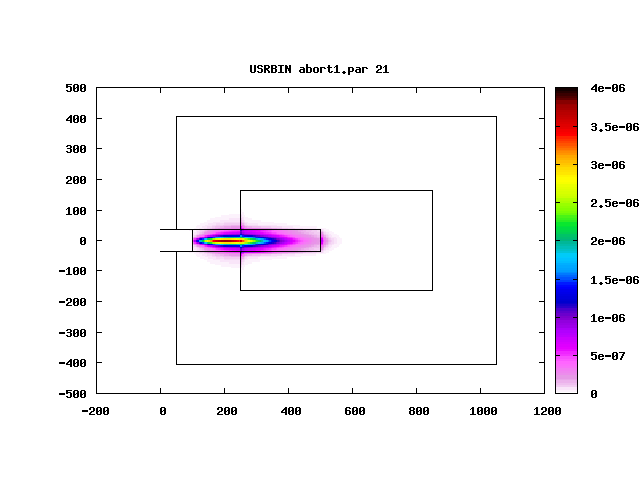 USRBIN abort1.par 21
500
400
300
200
100
0
-100
-200
-300
-400
-500
-200 0 200 400 600 800 1000 1200
4e-06
3.5e-06
3e-06
2.5e-06
2e-06
1.5e-06
1e-06
5e-07
0